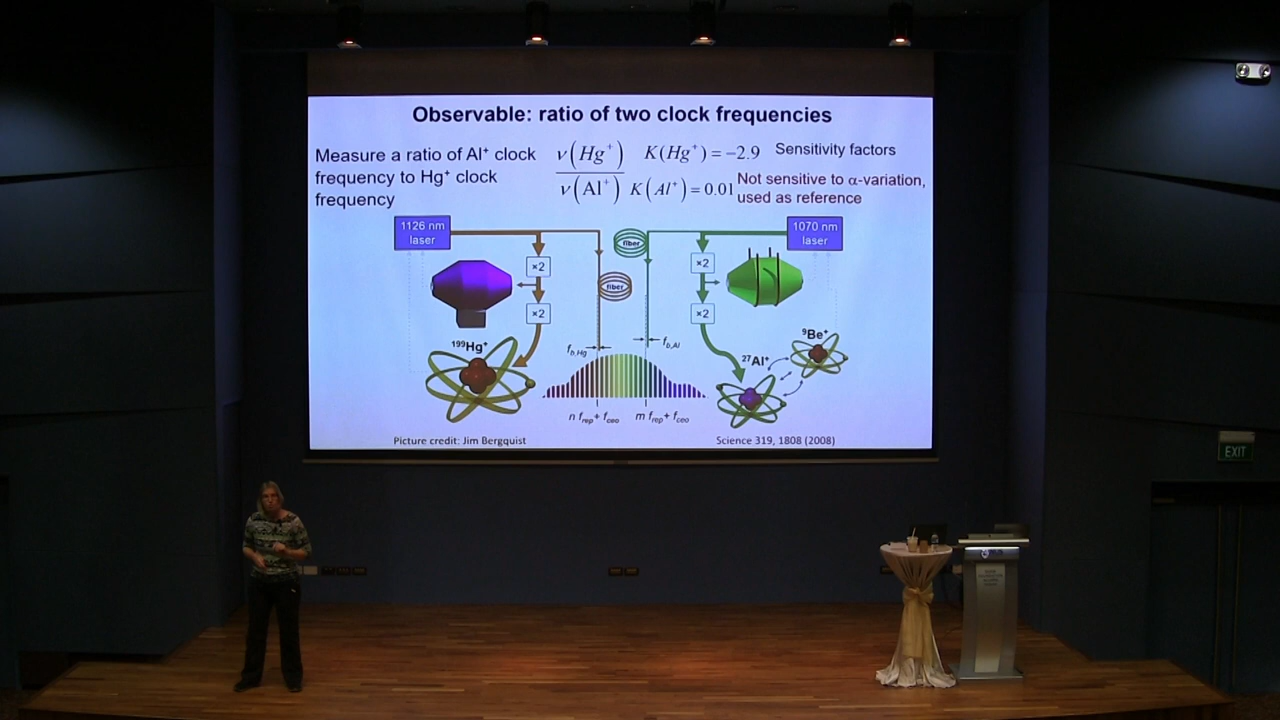 Observable: ratio of two clock frequencies
Measure a ratio of Al⁺ clock
frequency to Hg⁺ clock
frequency
ν(Hg⁺)
ν(Al⁺)
K(Hg⁺) = −2.9
Sensitivity factors
K(Al⁺) = 0.01
Not sensitive to α-variation,
used as reference
1126 nm
laser
fiber
1070 nm
laser
×2
×2
fiber
×2
×2
¹⁹⁹Hg⁺
f_b,Hg
f_b,Al
²⁷Al⁺
⁹Be⁺
n f_rep + f_ceo
m f_rep + f_ceo
Picture credit: Jim Bergquist
Science 319, 1808 (2008)
EXIT